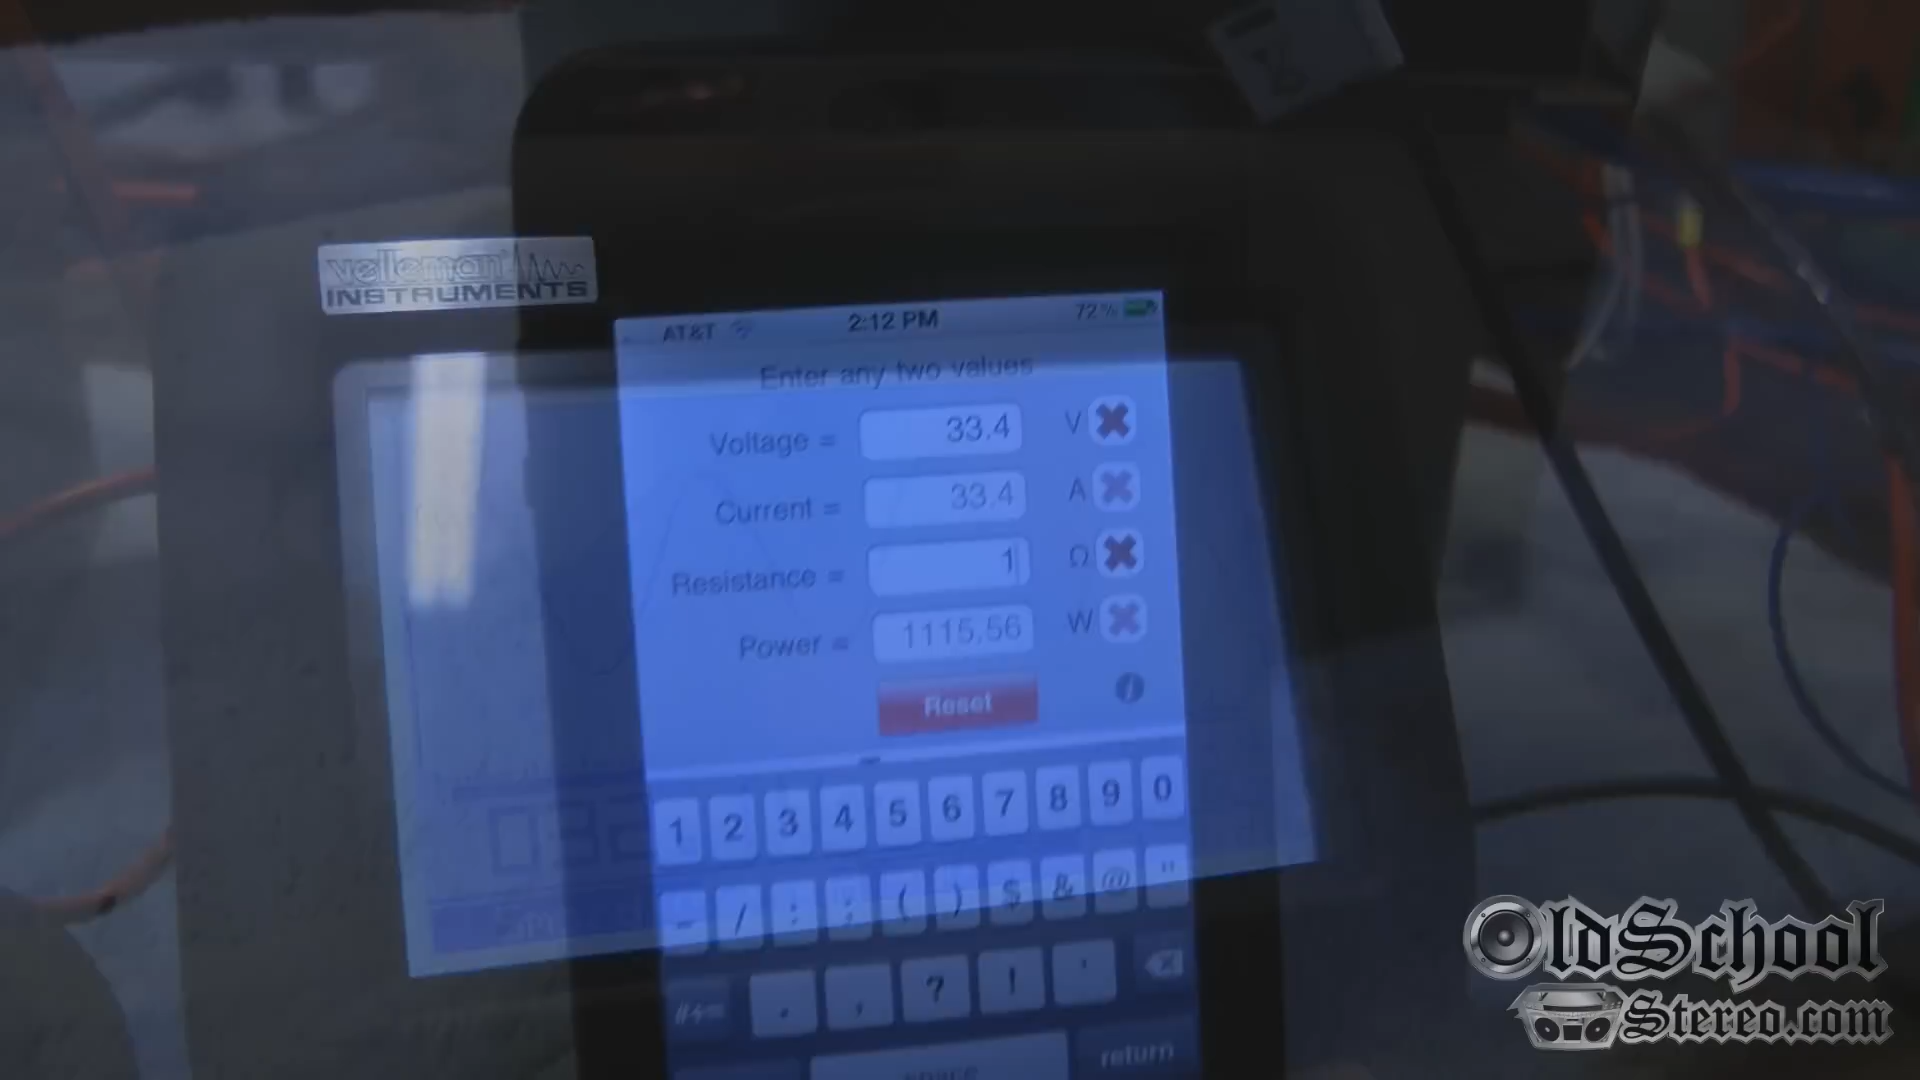 velleman
INSTRUMENTS
AT&T 2:12 PM 72%
Enter any two values
Voltage = 33.4 V
Current = 33.4 A
Resistance = 1 Ω
Power = 1115.56 W
Reset
1 2 3 4 5 6 7 8 9 0
- / : ; ( ) $ & @ "
. , ? ! '
#+=
space return
OldSchool
Stereo.com